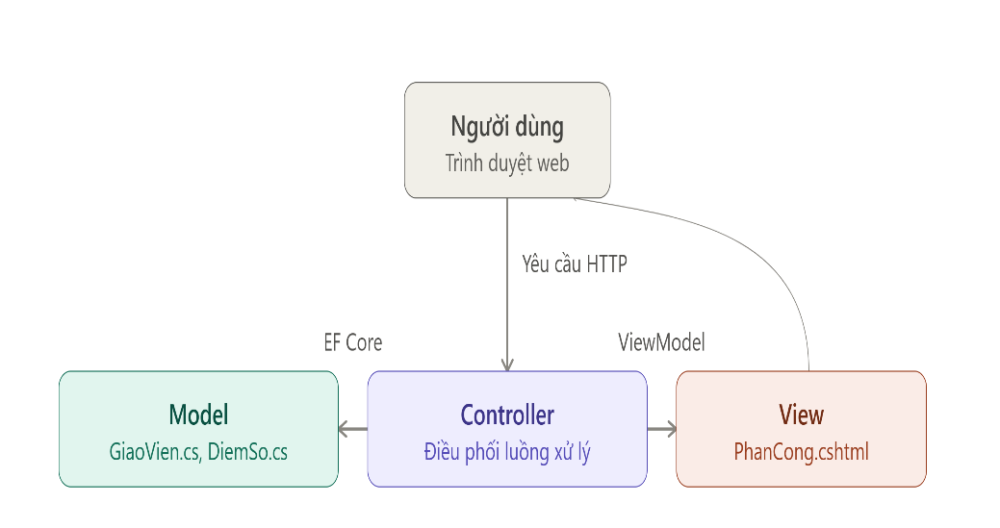 Người dùng
Trình duyệt web
Yêu cầu HTTP
EF Core
ViewModel
Model
GiaoVien.cs, DiemSo.cs
Controller
Điều phối luồng xử lý
View
PhanCong.cshtml